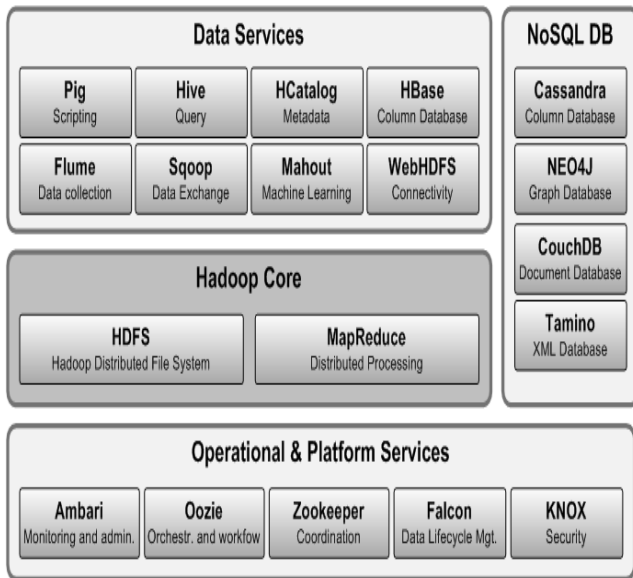 Data Services
Pig
Scripting
Hive
Query
HCatalog
Metadata
HBase
Column Database
Flume
Data collection
Sqoop
Data Exchange
Mahout
Machine Learning
WebHDFS
Connectivity
Hadoop Core
HDFS
Hadoop Distributed File System
MapReduce
Distributed Processing
NoSQL DB
Cassandra
Column Database
NEO4J
Graph Database
CouchDB
Document Database
Tamino
XML Database
Operational & Platform Services
Ambari
Monitoring and admin.
Oozie
Orchestr. and workfow
Zookeeper
Coordination
Falcon
Data Lifecycle Mgt.
KNOX
Security